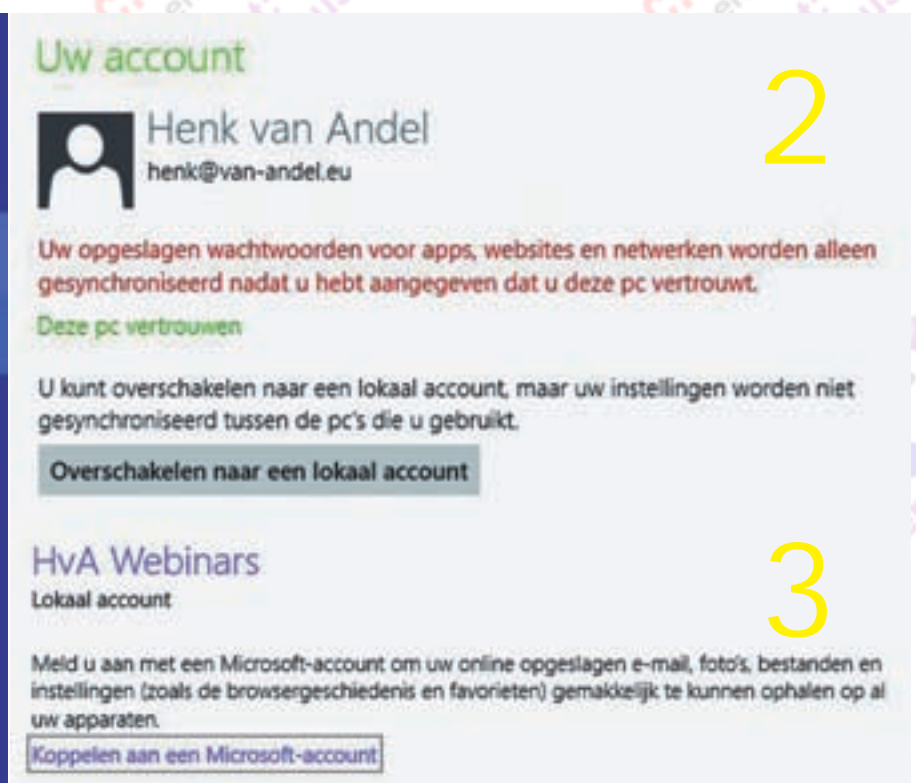 Uw account
2
Henk van Andel
henk@van-andel.eu
Uw opgeslagen wachtwoorden voor apps, websites en netwerken worden alleen
gesynchroniseerd nadat u hebt aangegeven dat u deze pc vertrouwt.
Deze pc vertrouwen
U kunt overschakelen naar een lokaal account, maar uw instellingen worden niet
gesynchroniseerd tussen de pc's die u gebruikt.
Overschakelen naar een lokaal account
HvA Webinars
3
Lokaal account
Meld u aan met een Microsoft-account om uw online opgeslagen e-mail, foto's, bestanden en
instellingen (zoals de browsergeschiedenis en favorieten) gemakkelijk te kunnen ophalen op al
uw apparaten.
Koppelen aan een Microsoft-account